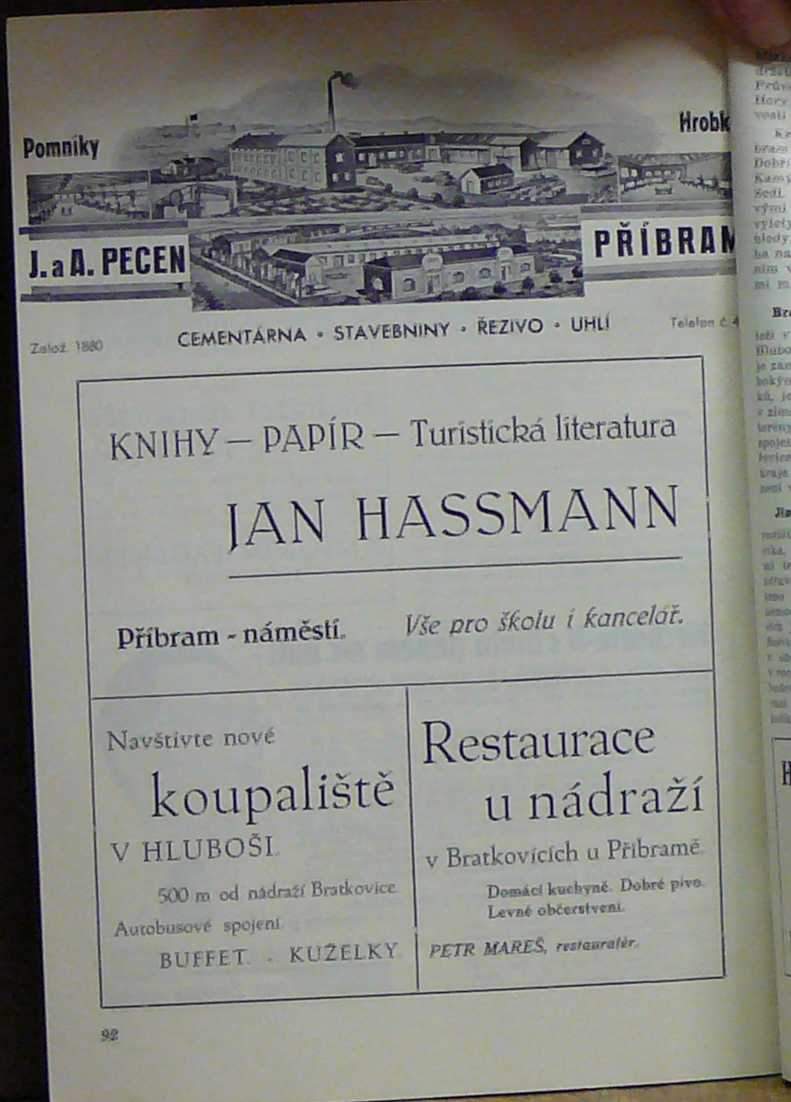 Pomníky
Hrobk
J. a A. PECEN
PŘÍBRAM
Založ. 1880
CEMENTÁRNA • STAVEBNINY • ŘEZIVO • UHLÍ
Telefon č. 4
KNIHY — PAPÍR — Turistická literatura
JAN HASSMANN
Příbram - náměstí.
Vše pro školu i kancelář.
Navštivte nové
koupaliště
V HLUBOŠI.
500 m od nádraží Bratkovice.
Autobusové spojení.
BUFFET. - KUŽELKY.
Restaurace
u nádraží
v Bratkovicích u Příbramě.
Domácí kuchyně. Dobré pivo.
Levné občerstvení.
PETR MAREŠ, restauratér.
92